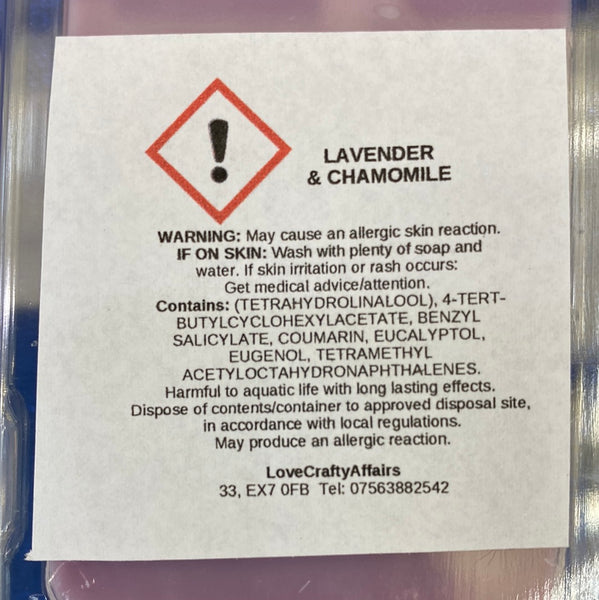 LAVENDER
& CHAMOMILE
WARNING: May cause an allergic skin reaction.
IF ON SKIN: Wash with plenty of soap and
water. If skin irritation or rash occurs:
Get medical advice/attention.
Contains: (TETRAHYDROLINALOOL), 4-TERT-
BUTYLCYCLOHEXYLACETATE, BENZYL
SALICYLATE, COUMARIN, EUCALYPTOL,
EUGENOL, TETRAMETHYL
ACETYLOCTAHYDRONAPHTHALENES.
Harmful to aquatic life with long lasting effects.
Dispose of contents/container to approved disposal site,
in accordance with local regulations.
May produce an allergic reaction.
LoveCraftyAffairs
33, EX7 0FB Tel: 07563882542